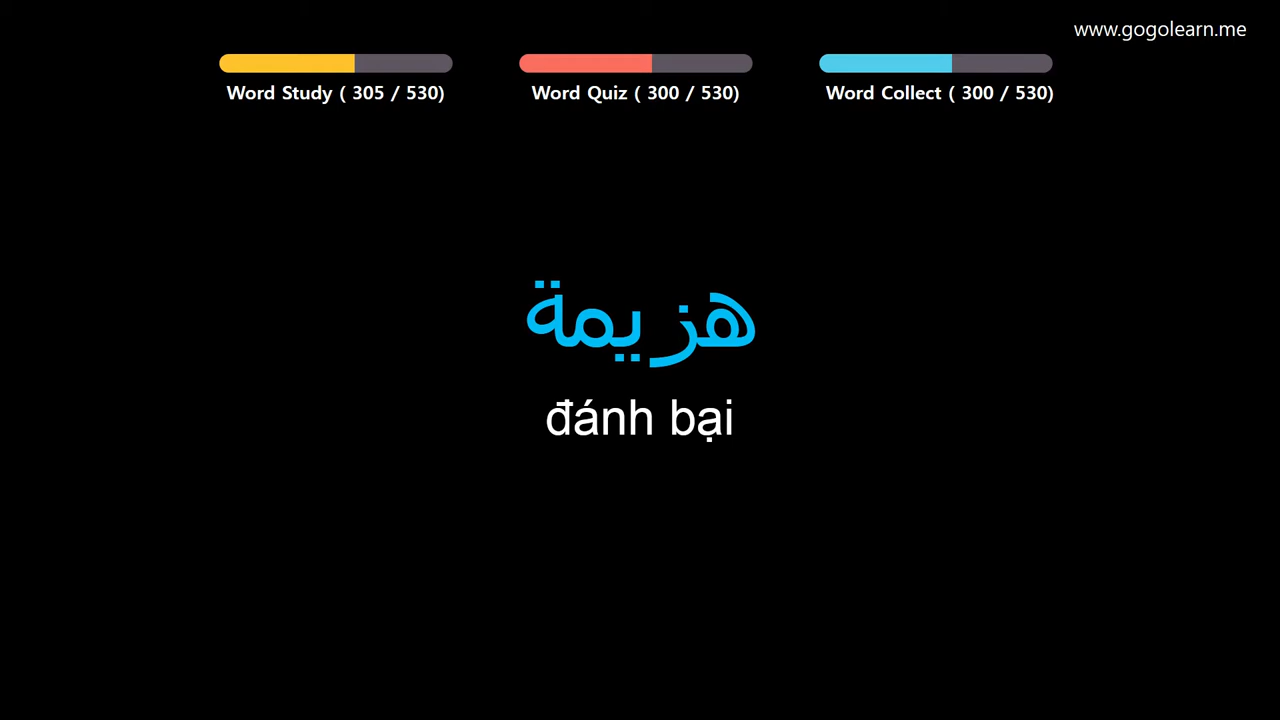 www.gogolearn.me
Word Study ( 305 / 530)
Word Quiz ( 300 / 530)
Word Collect ( 300 / 530)
هزيمة
đánh bại